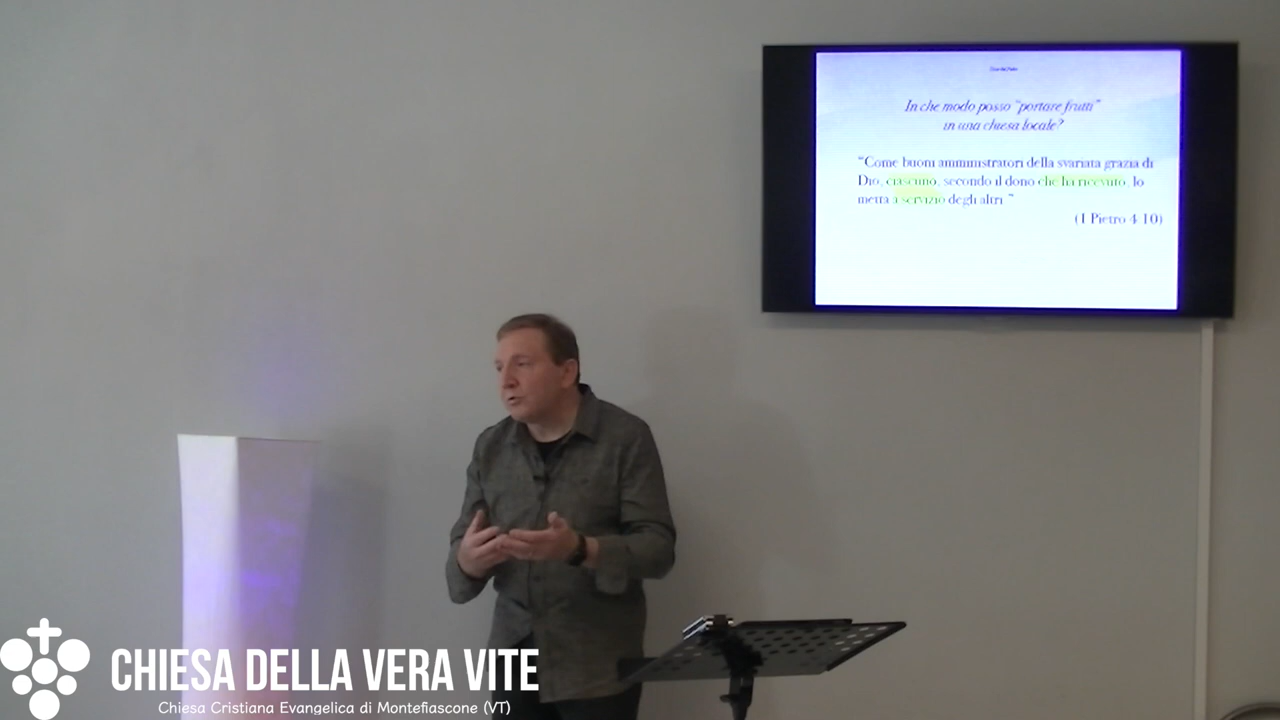 In che modo posso "portare frutti"
in una chiesa locale?
"Come buoni amministratori della svariata grazia di
Dio, ciascuno, secondo il dono che ha ricevuto, lo
metta a servizio degli altri."
(I Pietro 4:10)
CHIESA DELLA VERA VITE
Chiesa Cristiana Evangelica di Montefiascone (VT)